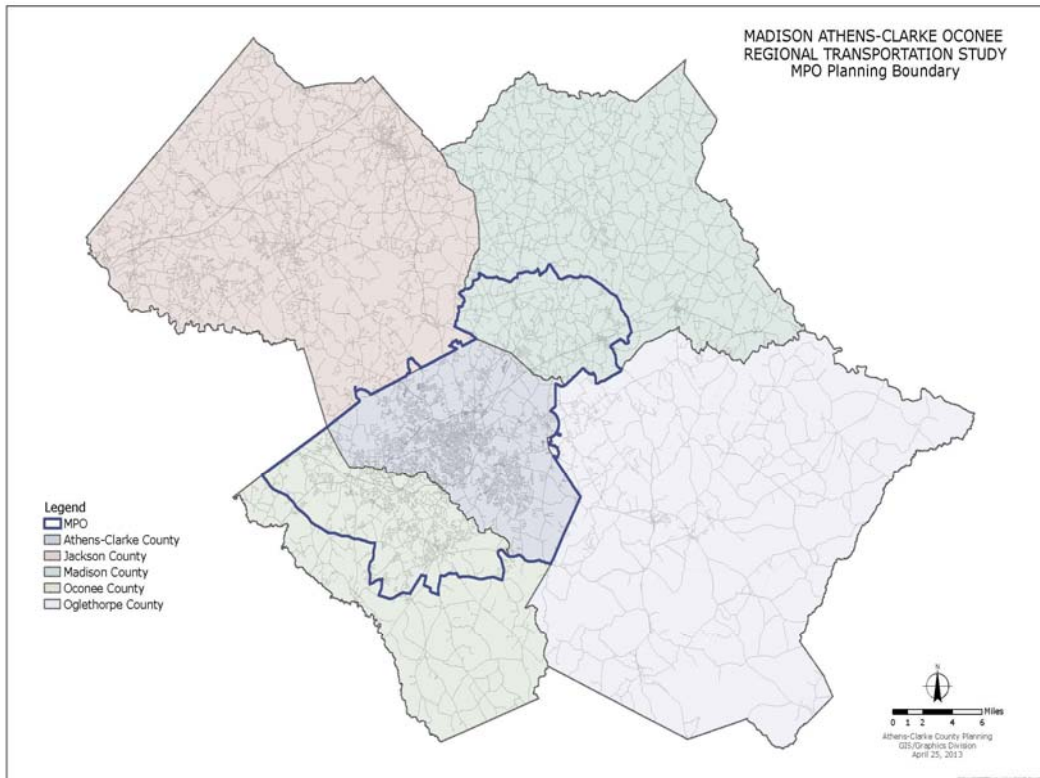 MADISON ATHENS-CLARKE OCONEE
REGIONAL TRANSPORTATION STUDY
MPO Planning Boundary
Legend
MPO
Athens-Clarke County
Jackson County
Madison County
Oconee County
Oglethorpe County
N
Miles
0 1 2 4 6
Athens-Clarke County Planning
GIS/Graphics Division
April 25, 2013